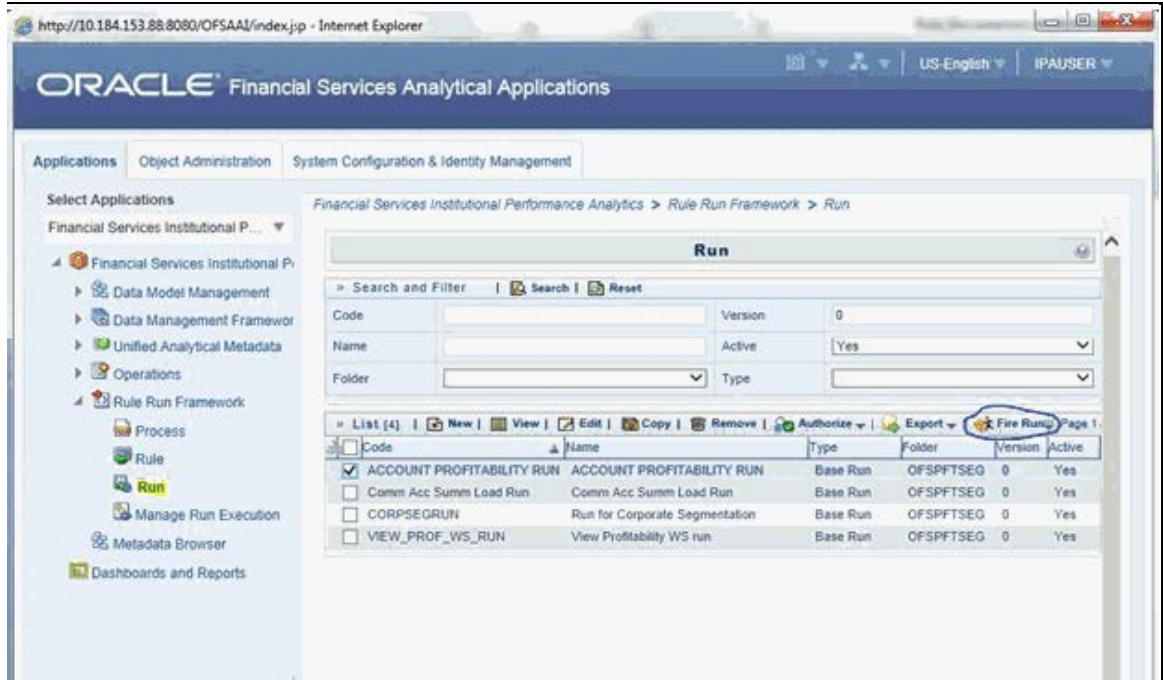 http://10.184.153.88:8080/OFSAAI/index.jsp - Internet Explorer
US-English
IPAUSER
ORACLE Financial Services Analytical Applications
Applications
Object Administration
System Configuration & Identity Management
Select Applications
Financial Services Institutional P...
Financial Services Institutional Performance Analytics > Rule Run Framework > Run
Financial Services Institutional P
Data Model Management
Data Management Framewor
Unified Analytical Metadata
Operations
Rule Run Framework
Process
Rule
Run
Manage Run Execution
Metadata Browser
Dashboards and Reports
Run
» Search and Filter | Search | Reset
Code Version 0
Name Active Yes
Folder Type
» List [4] | New | View | Edit | Copy | Remove | Authorize | Export Fire Run Page 1
Code Name Type Folder Version Active
ACCOUNT PROFITABILITY RUN ACCOUNT PROFITABILITY RUN Base Run OFSPFTSEG 0 Yes
Comm Acc Summ Load Run Comm Acc Summ Load Run Base Run OFSPFTSEG 0 Yes
CORPSEGRUN Run for Corporate Segmentation Base Run OFSPFTSEG 0 Yes
VIEW_PROF_WS_RUN View Profitability WS run Base Run OFSPFTSEG 0 Yes